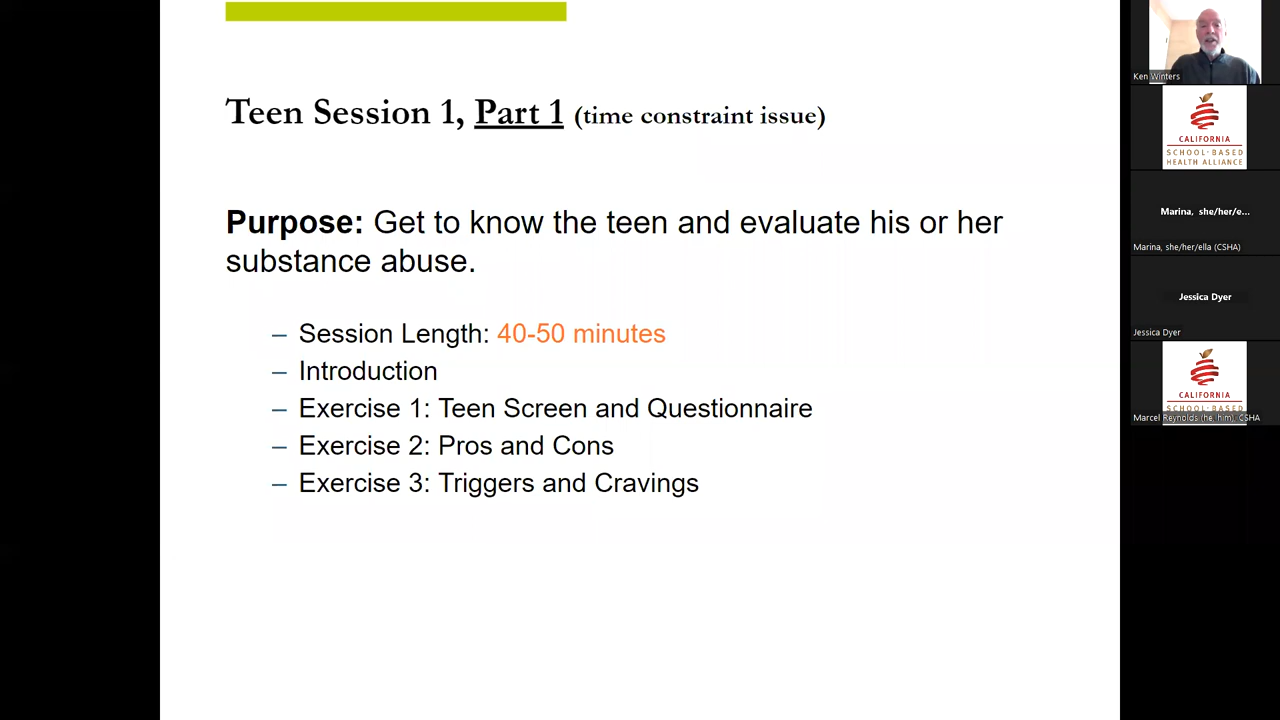 Teen Session 1, Part 1 (time constraint issue)
Purpose: Get to know the teen and evaluate his or her
substance abuse.
– Session Length: 40-50 minutes
– Introduction
– Exercise 1: Teen Screen and Questionnaire
– Exercise 2: Pros and Cons
– Exercise 3: Triggers and Cravings
Ken Winters
CALIFORNIA
SCHOOL-BASED
HEALTH ALLIANCE
Marina, she/her/e...
Marina, she/her/ella (CSHA)
Jessica Dyer
Jessica Dyer
CALIFORNIA
SCHOOL-BASED
Marcel Reynolds (he, him), CSHA